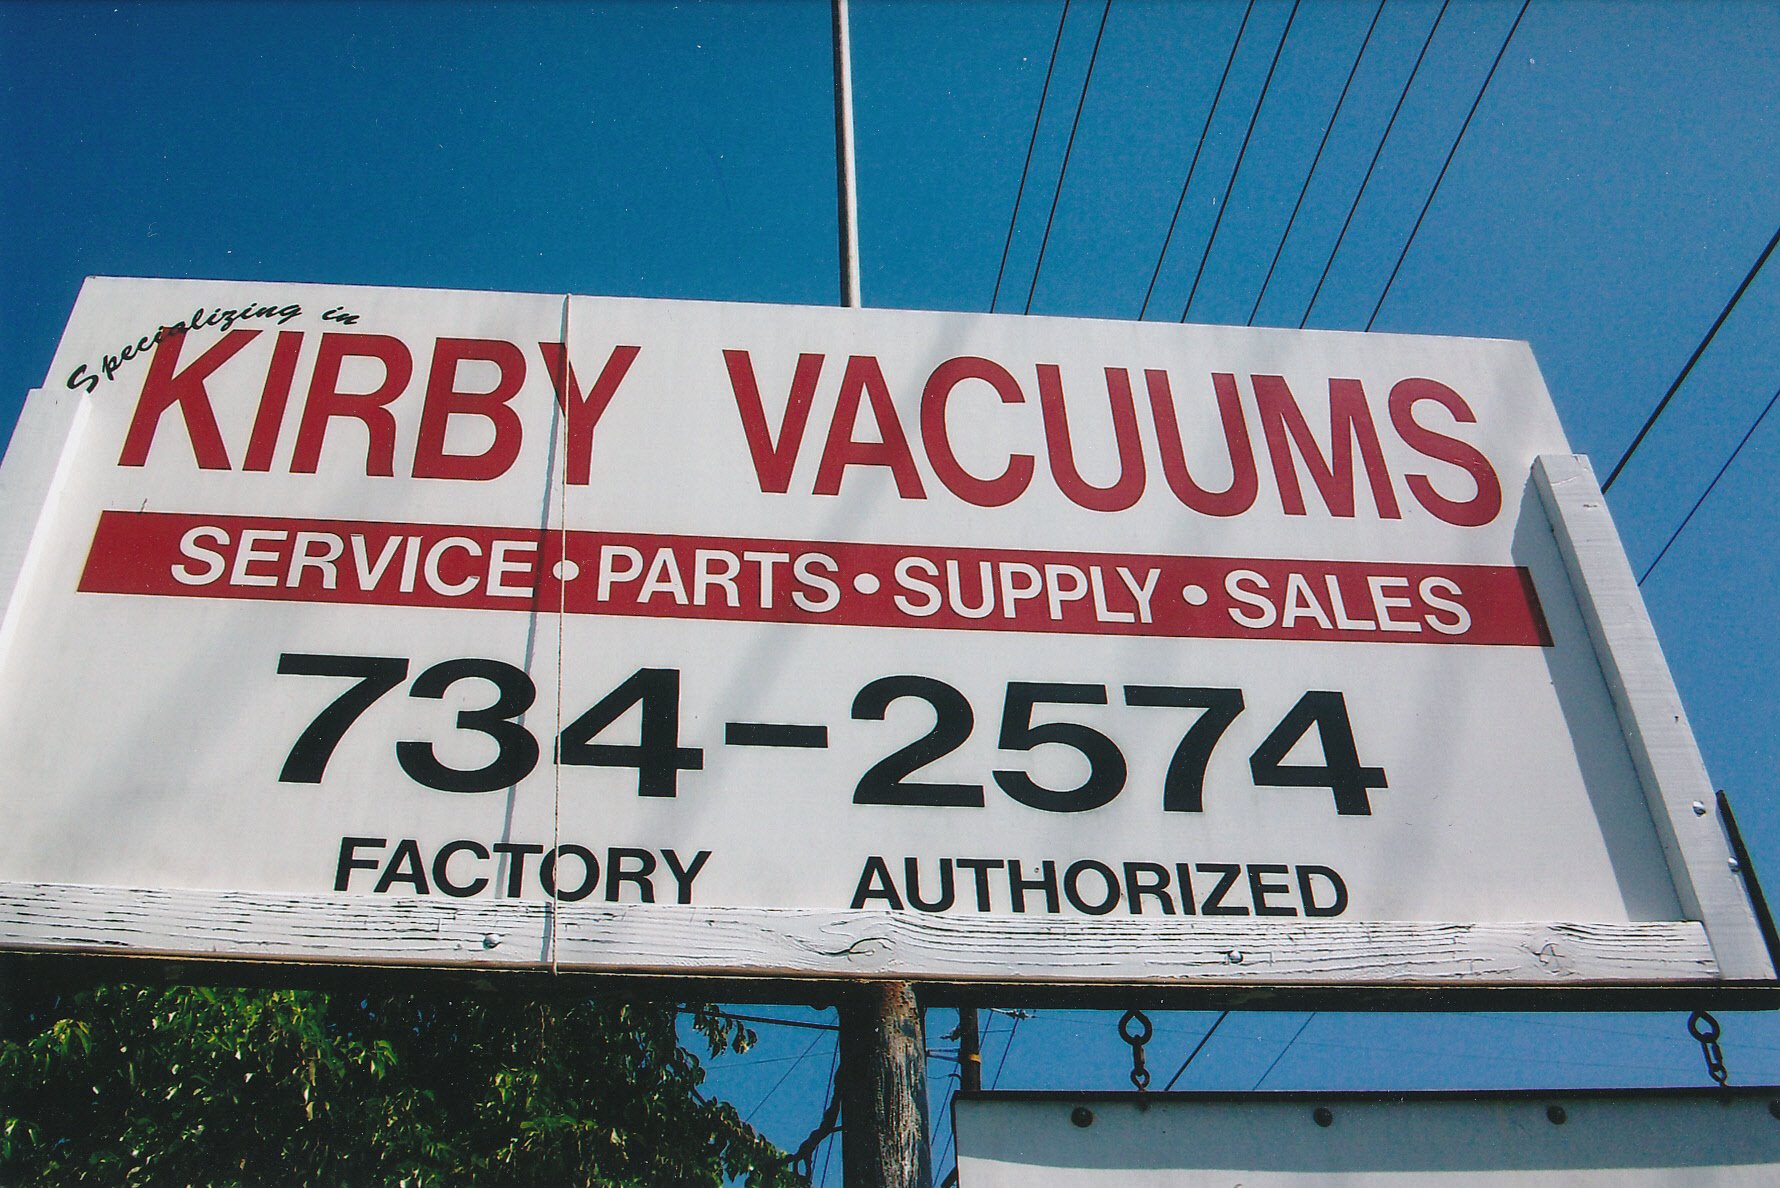 Specializing in
KIRBY VACUUMS
SERVICE • PARTS • SUPPLY • SALES
734-2574
FACTORY AUTHORIZED